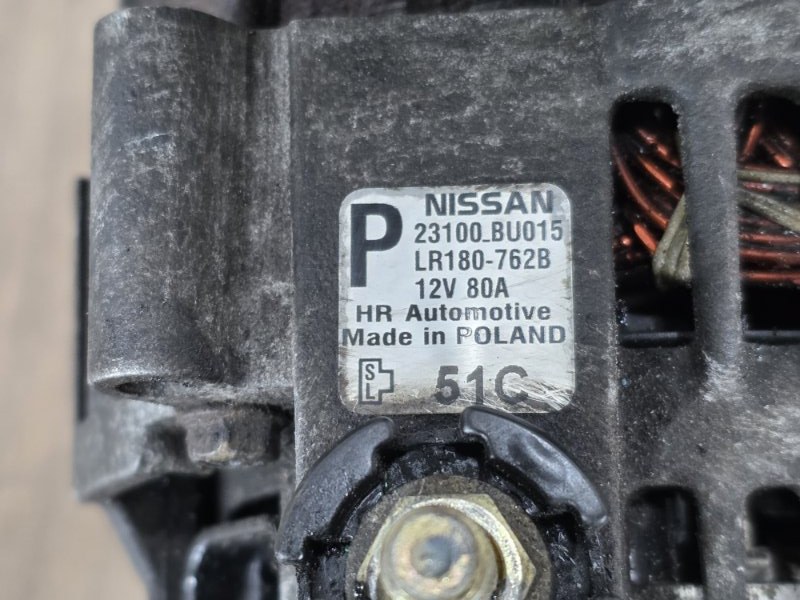 P NISSAN
23100_BU015
LR180-762B
12V 80A
HR Automotive
Made in POLAND
S
L 51C